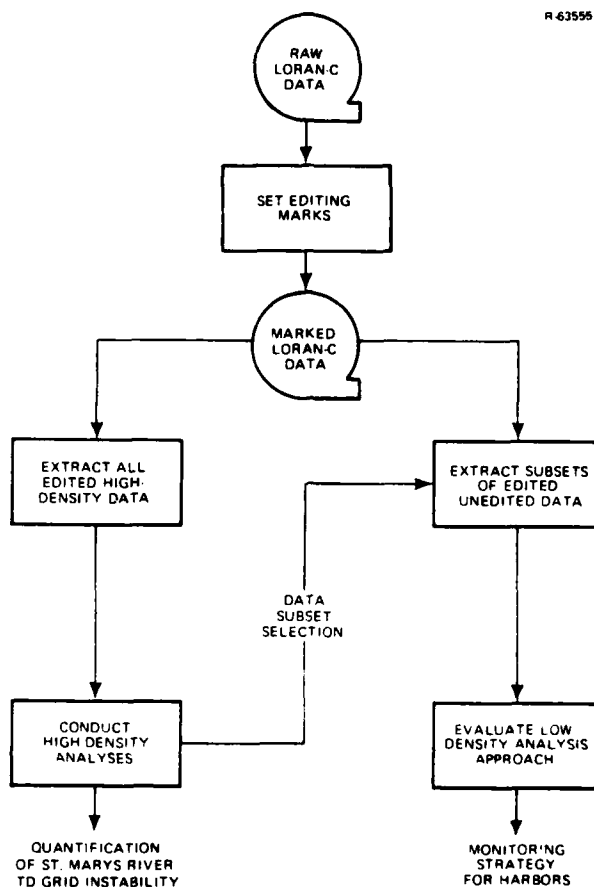 R-63555
RAW
LORAN-C
DATA
SET EDITING
MARKS
MARKED
LORAN-C
DATA
EXTRACT ALL
EDITED HIGH-
DENSITY DATA
EXTRACT SUBSETS
OF EDITED
UNEDITED DATA
DATA
SUBSET
SELECTION
CONDUCT
HIGH DENSITY
ANALYSES
EVALUATE LOW
DENSITY ANALYSIS
APPROACH
QUANTIFICATION
OF ST. MARYS RIVER
TD GRID INSTABILITY
MONITORING
STRATEGY
FOR HARBORS